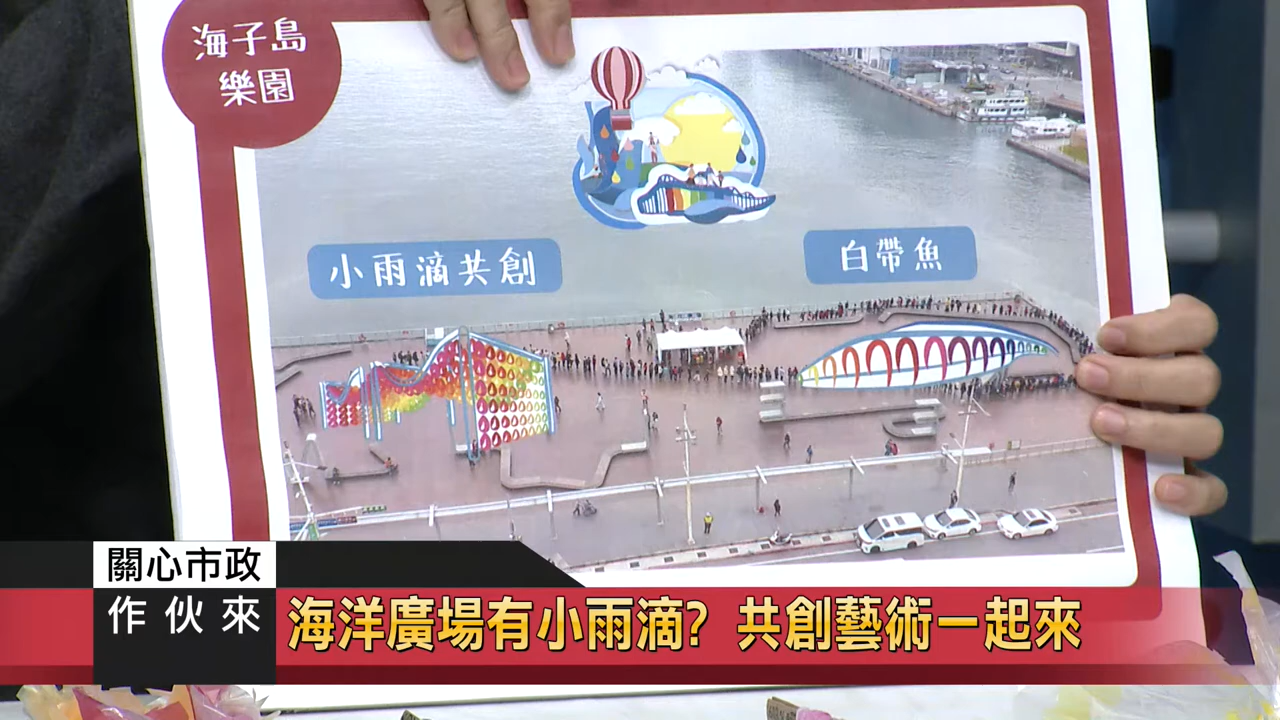 海子島
樂園
小雨滴共創
白帶魚
關心市政
作伙來
海洋廣場有小雨滴? 共創藝術一起來